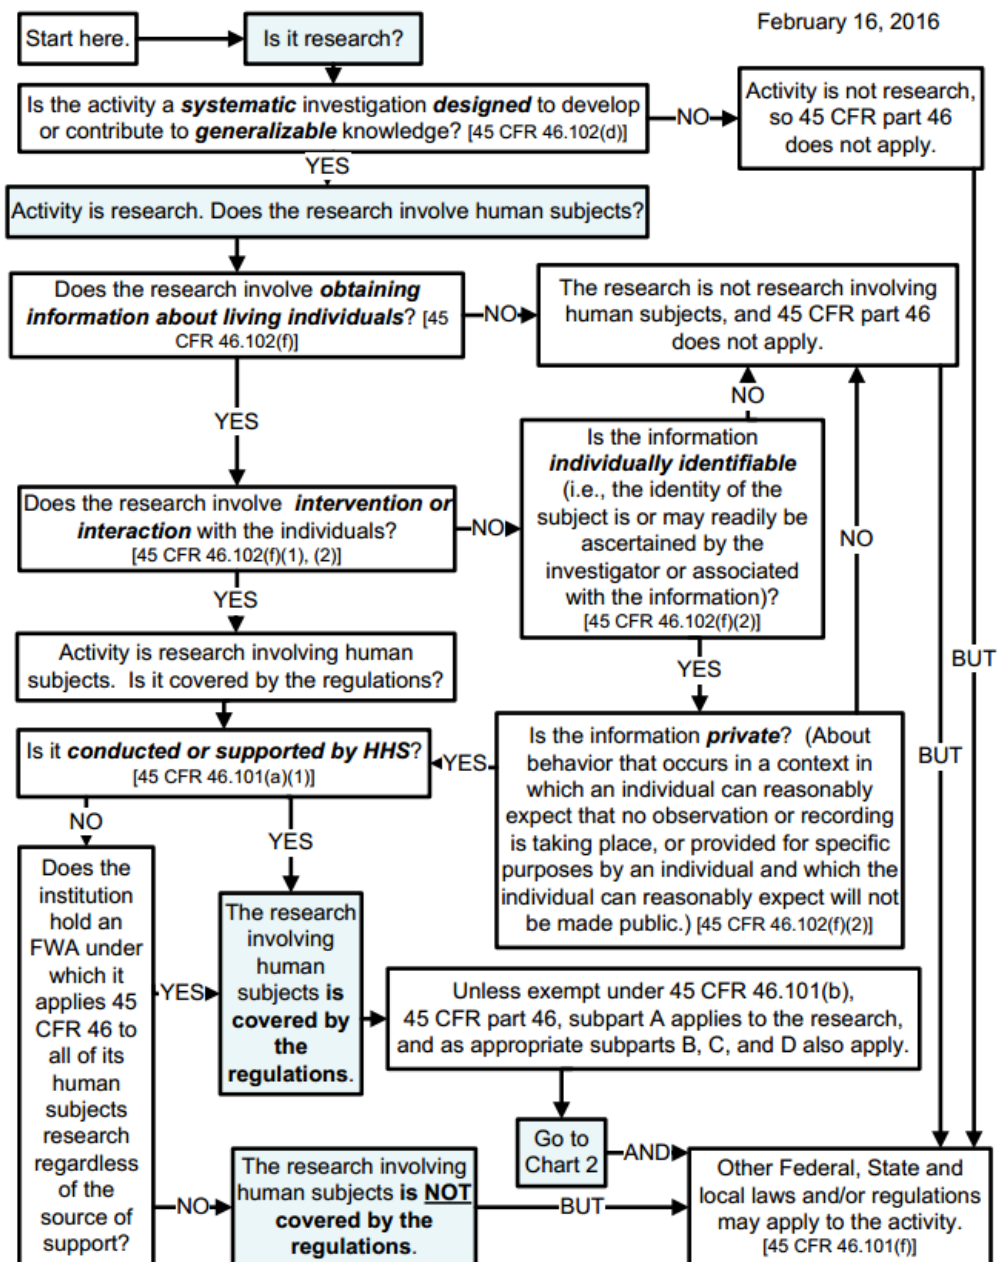 February 16, 2016
Start here.
Is it research?
Is the activity a systematic investigation designed to develop
or contribute to generalizable knowledge? [45 CFR 46.102(d)]
NO
Activity is not research,
so 45 CFR part 46
does not apply.
YES
Activity is research. Does the research involve human subjects?
Does the research involve obtaining
information about living individuals? [45
CFR 46.102(f)]
NO
The research is not research involving
human subjects, and 45 CFR part 46
does not apply.
YES
NO
Is the information
individually identifiable
(i.e., the identity of the
subject is or may readily be
ascertained by the
investigator or associated
with the information)?
[45 CFR 46.102(f)(2)]
NO
Does the research involve intervention or
interaction with the individuals?
[45 CFR 46.102(f)(1), (2)]
NO
YES
YES
BUT
Activity is research involving human
subjects. Is it covered by the regulations?
Is it conducted or supported by HHS?
[45 CFR 46.101(a)(1)]
YES
Is the information private? (About
behavior that occurs in a context in
which an individual can reasonably
expect that no observation or recording
is taking place, or provided for specific
purposes by an individual and which the
individual can reasonably expect will not
be made public.) [45 CFR 46.102(f)(2)]
BUT
NO
YES
Does the
institution
hold an
FWA under
which it
applies 45
CFR 46 to
all of its
human
subjects
research
regardless
of the
source of
support?
YES
The research
involving
human
subjects is
covered by
the
regulations.
Unless exempt under 45 CFR 46.101(b),
45 CFR part 46, subpart A applies to the research,
and as appropriate subparts B, C, and D also apply.
Go to
Chart 2
AND
NO
The research involving
human subjects is NOT
covered by the
regulations.
BUT
Other Federal, State and
local laws and/or regulations
may apply to the activity.
[45 CFR 46.101(f)]